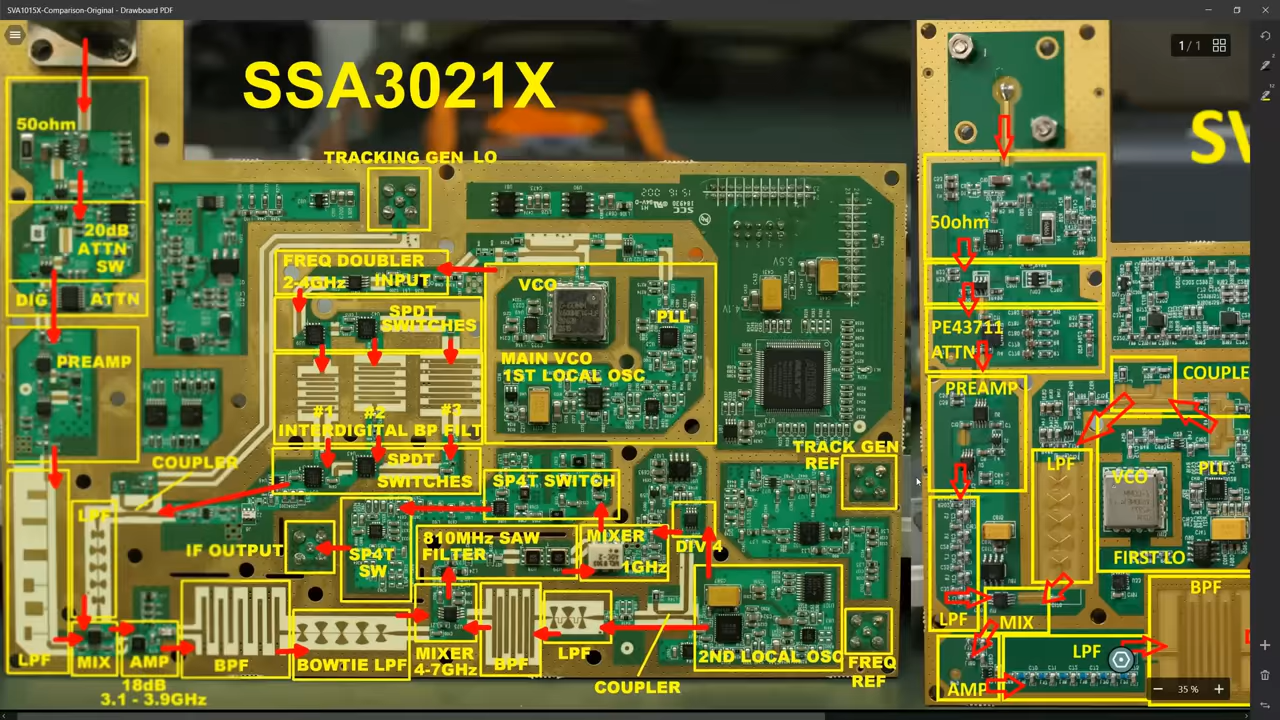 SVA1015X-Comparison-Original - Drawboard PDF
1 / 1
SSA3021X
SV
50ohm
20dB
ATTN
SW
DIG
ATTN
PREAMP
COUPLER
LPF
LPF
MIX
AMP
18dB
3.1 - 3.9GHz
BPF
BOWTIE LPF
IF OUTPUT
TRACKING GEN LO
FREQ DOUBLER
2-4GHz
INPUT
SPDT
SWITCHES
#1
#2
#2
INTERDIGITAL BP FILT
SPDT
SWITCHES
VCO
PLL
MAIN VCO
1ST LOCAL OSC
SP4T SWITCH
SP4T
SW
810MHz SAW
FILTER
MIXER
1GHz
DIV 4
MIXER
4-7GHz
BPF
LPF
COUPLER
2ND LOCAL OSC
TRACK GEN
REF
FREQ
REF
50ohm
PE43711
ATTN
PREAMP
LPF
COUPLE
VCO
PLL
FIRST LO
LPF
MIX
BPF
AMP
LPF
35 %